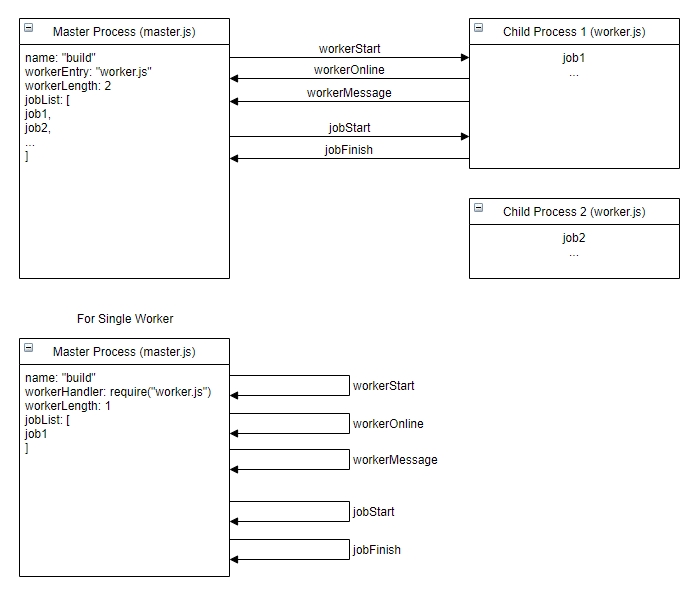 Master Process (master.js)
name: "build"
workerEntry: "worker.js"
workerLength: 2
jobList: [
job1,
job2,
...
]
workerStart
workerOnline
workerMessage
jobStart
jobFinish
Child Process 1 (worker.js)
job1
...
Child Process 2 (worker.js)
job2
...
For Single Worker
Master Process (master.js)
name: "build"
workerHandler: require("worker.js")
workerLength: 1
jobList: [
job1
]
workerStart
workerOnline
workerMessage
jobStart
jobFinish